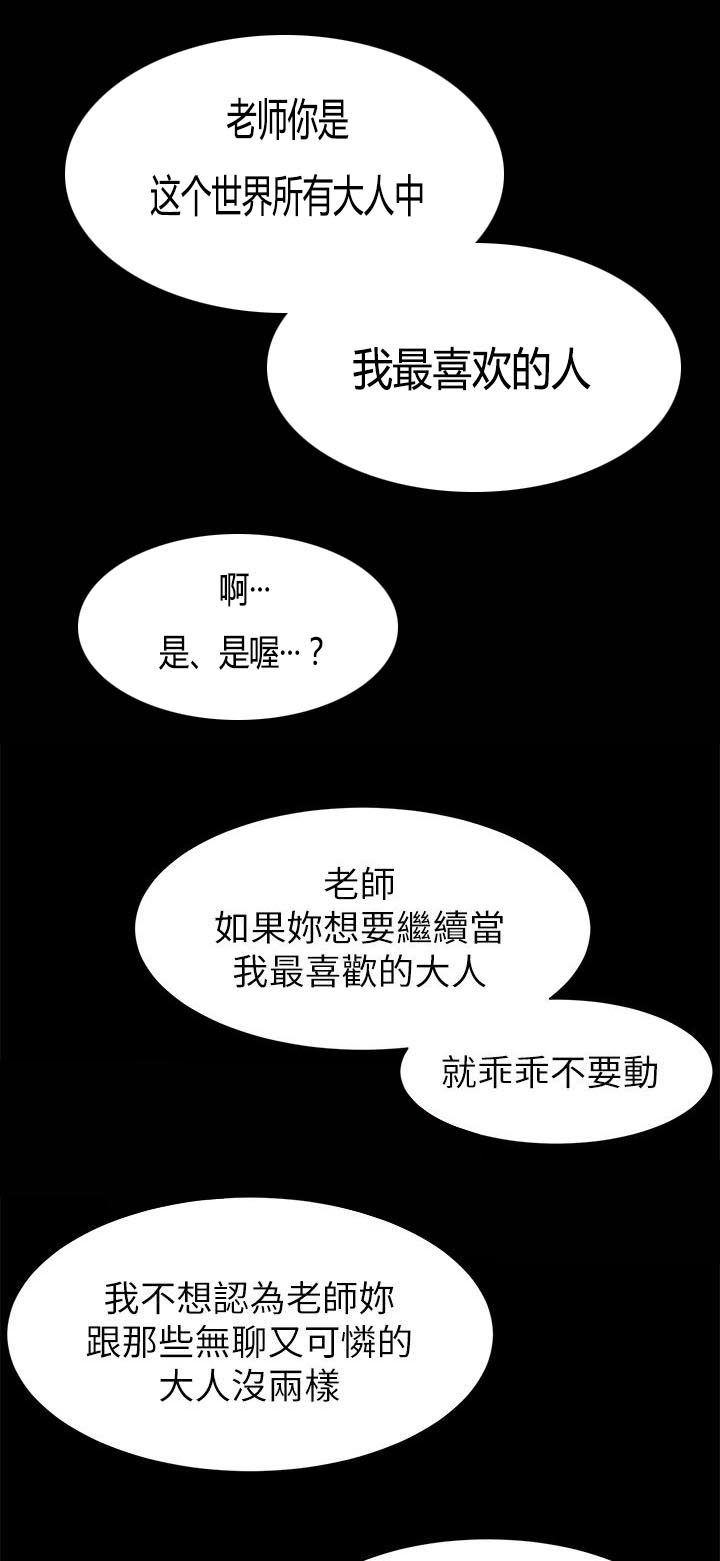 老师你是
这个世界所有大人中
我最喜欢的人
啊…
是、是喔…？
老師
如果妳想要繼續當
我最喜歡的大人
就乖乖不要動
我不想認為老師妳
跟那些無聊又可憐的
大人沒兩樣